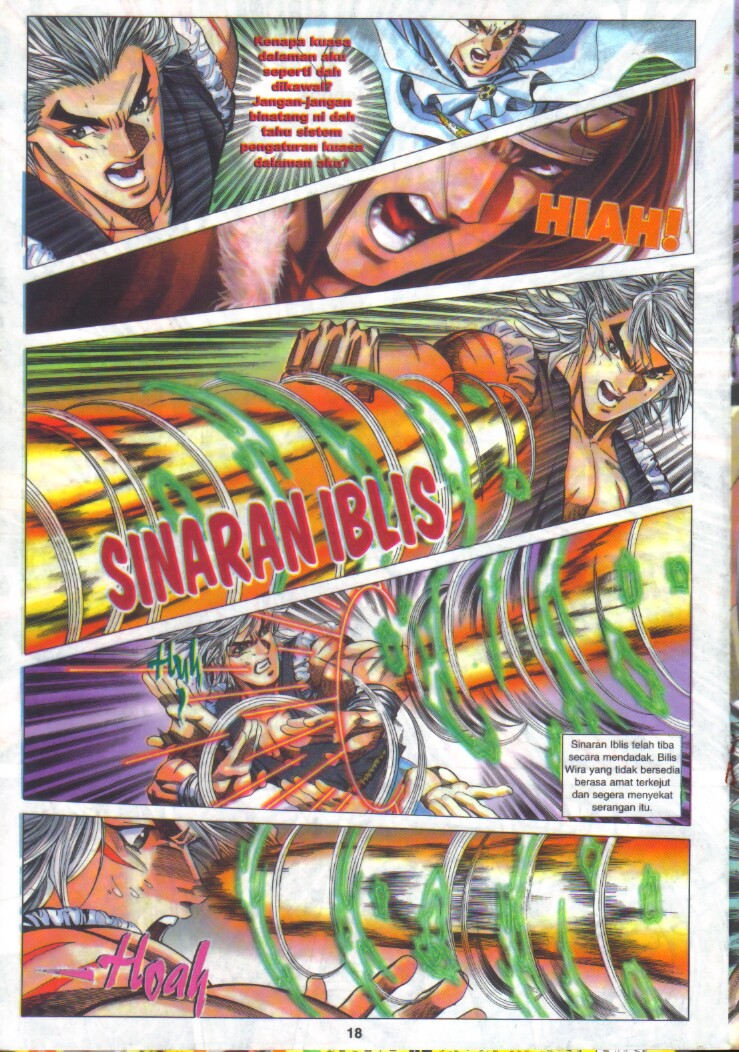 Kenapa kuasa
dalaman aku
seperti dah
dikawal?
Jangan-jangan
binatang ni dah
tahu sistem
pengaturan kuasa
dalaman aku?
HIAH!
SINARAN IBLIS
Huh
!
Sinaran Iblis telah tiba
secara mendadak. Bilis
Wira yang tidak bersedia
berasa amat terkejut
dan segera menyekat
serangan itu.
Hoah
18